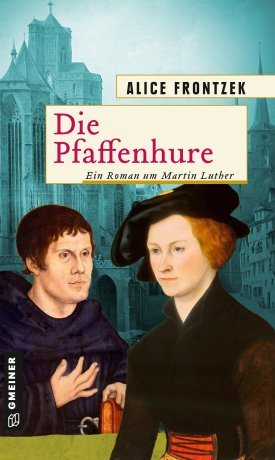 ALICE FRONTZEK
Die
Pfaffenhure
Ein Roman um Martin Luther
GMEINER